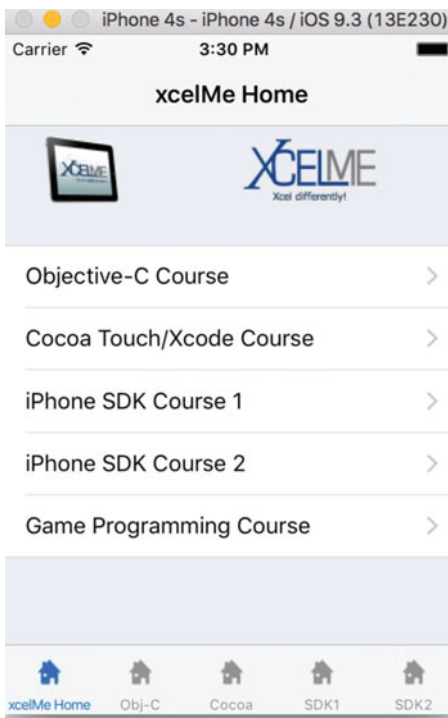 iPhone 4s - iPhone 4s / iOS 9.3 (13E230)
Carrier 3:30 PM
xcelMe Home
XCELME
XCELME
Xcel differently!
Objective-C Course
Cocoa Touch/Xcode Course
iPhone SDK Course 1
iPhone SDK Course 2
Game Programming Course
xcelMe Home Obj-C Cocoa SDK1 SDK2